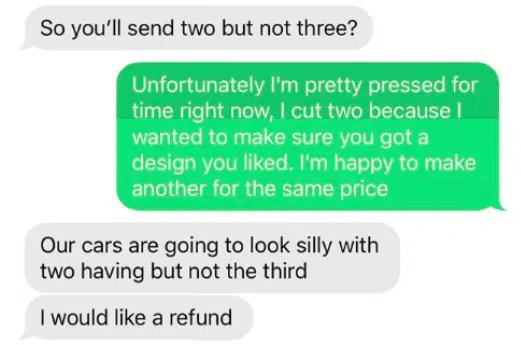 So you’ll send two but not three?
Unfortunately I'm pretty pressed for
time right now, I cut two because I
wanted to make sure you got a
design you liked. I'm happy to make
another for the same price
Our cars are going to look silly with
two having but not the third
I would like a refund